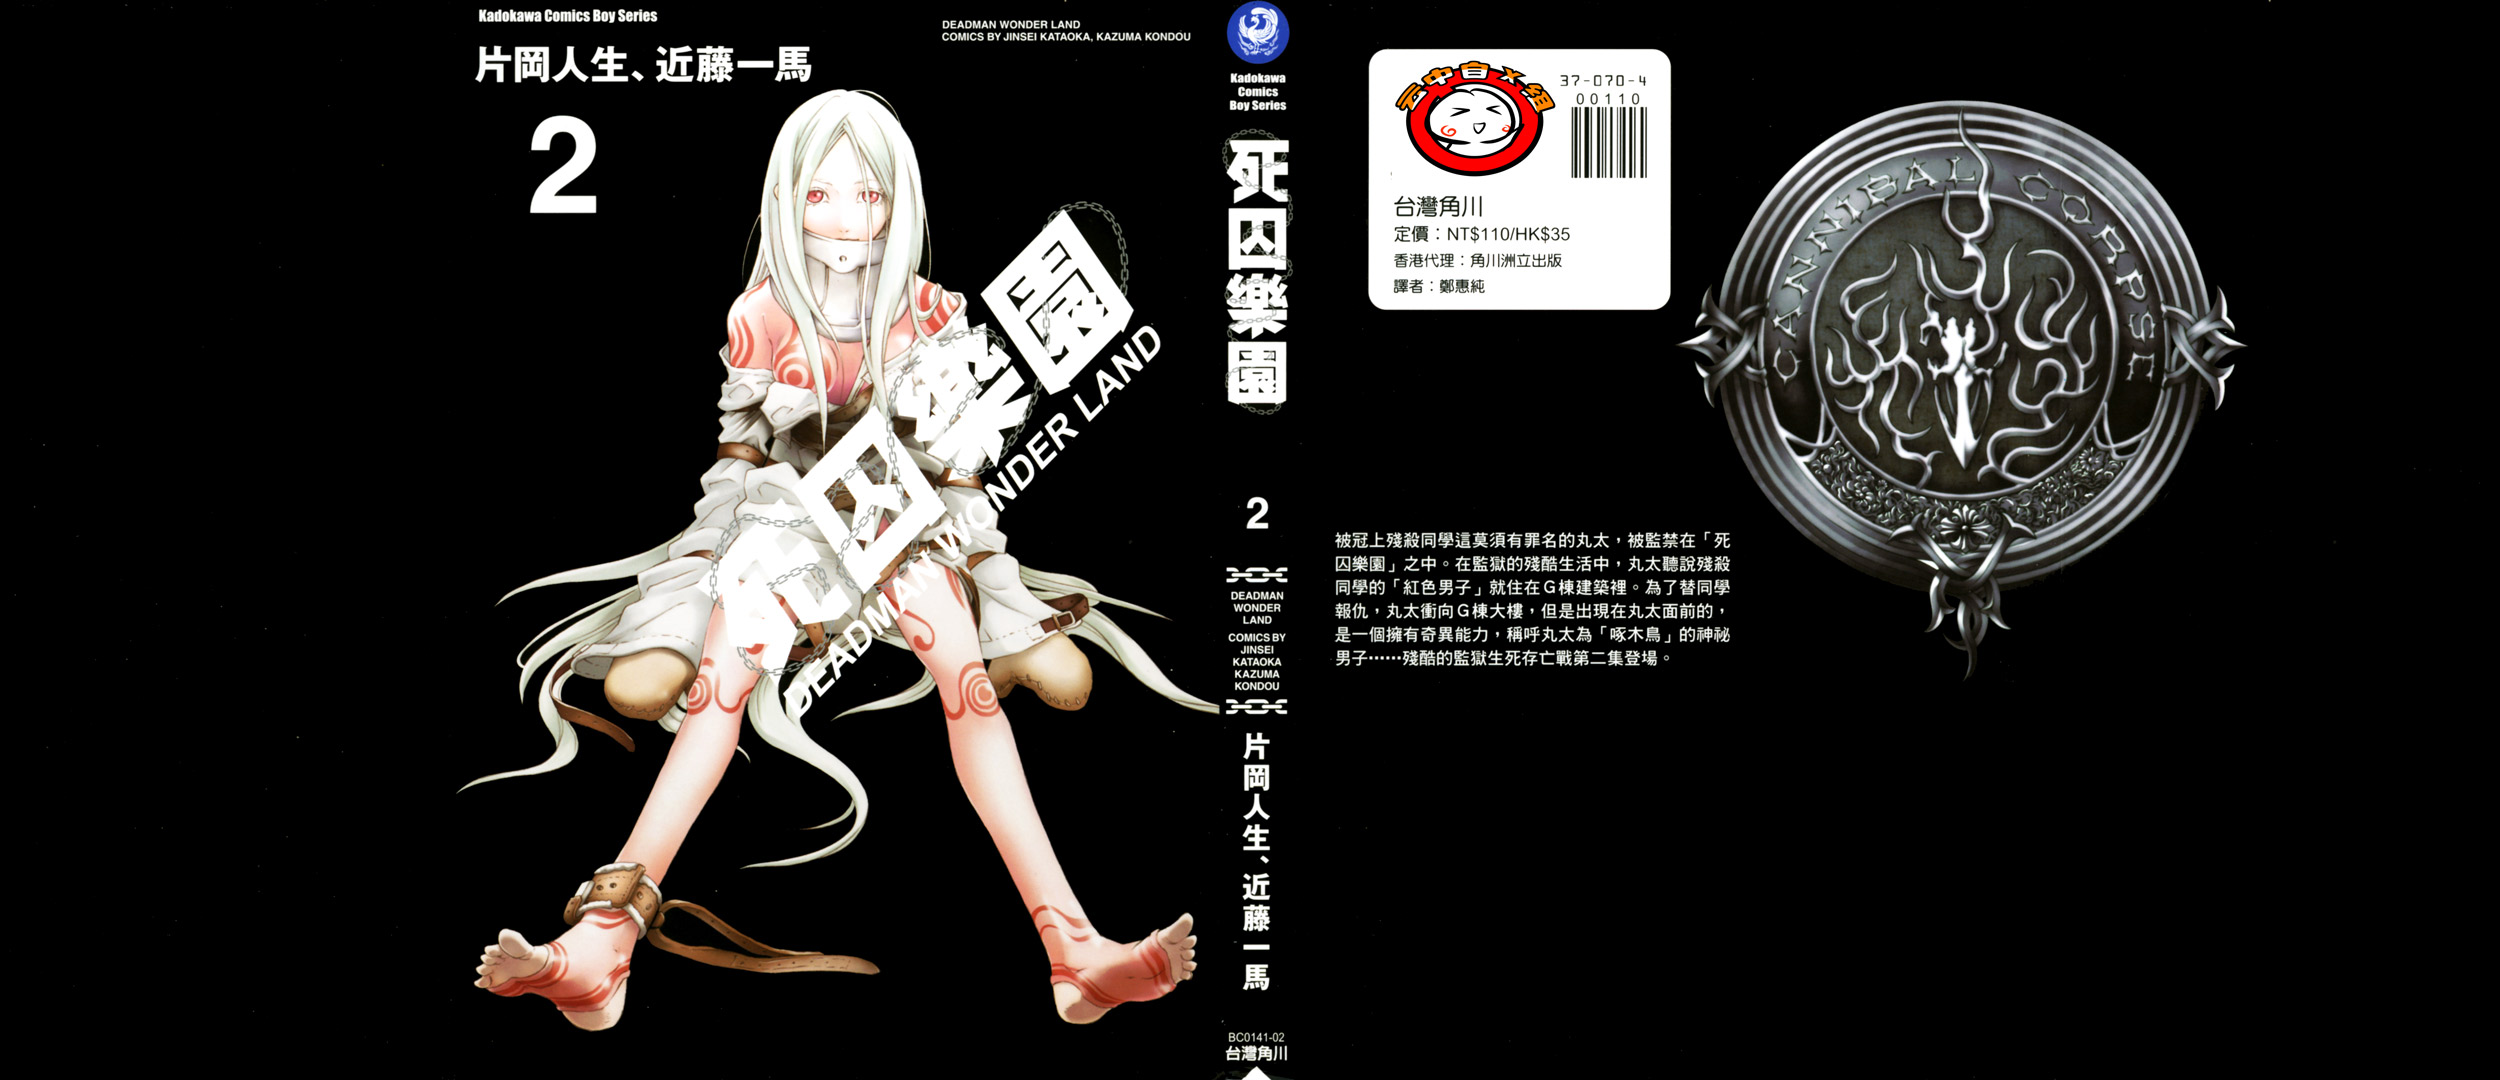 Kadokawa Comics Boy Series
片岡人生、近藤一馬
2
DEADMAN WONDER LAND
COMICS BY JINSEI KATAOKA, KAZUMA KONDOU
死囚樂園
DEADMAN WONDER LAND
Kadokawa
Comics
Boy Series
死囚樂園
2
DEADMAN
WONDER
LAND
COMICS BY
JINSEI
KATAOKA
KAZUMA
KONDOU
片岡人生、近藤一馬
BC0141-02
台灣角川
云中自X組
37-070-4
00110
台灣角川
定價：NT$110/HK$35
香港代理：角川洲立出版
譯者：鄭惠純
CANNIBAL CORPSE
被冠上殘殺同學這莫須有罪名的丸太，被監禁在「死
囚樂園」之中。在監獄的殘酷生活中，丸太聽說殘殺
同學的「紅色男子」就住在G棟建築裡。為了替同學
報仇，丸太衝向G棟大樓，但是出現在丸太面前的，
是一個擁有奇異能力，稱呼丸太為「啄木鳥」的神祕
男子……殘酷的監獄生死存亡戰第二集登場。